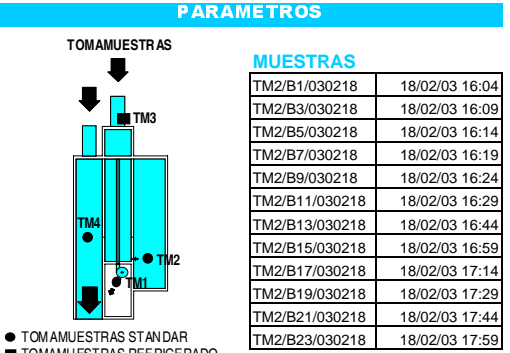 PARAMETROS
TOMAMUESTRAS
TM3
TM4
TM2
TM1
● TOMAMUESTRAS STANDAR
■ TOMAMUESTRAS REFRIGERADO
MUESTRAS
TM2/B1/030218 18/02/03 16:04
TM2/B3/030218 18/02/03 16:09
TM2/B5/030218 18/02/03 16:14
TM2/B7/030218 18/02/03 16:19
TM2/B9/030218 18/02/03 16:24
TM2/B11/030218 18/02/03 16:29
TM2/B13/030218 18/02/03 16:44
TM2/B15/030218 18/02/03 16:59
TM2/B17/030218 18/02/03 17:14
TM2/B19/030218 18/02/03 17:29
TM2/B21/030218 18/02/03 17:44
TM2/B23/030218 18/02/03 17:59